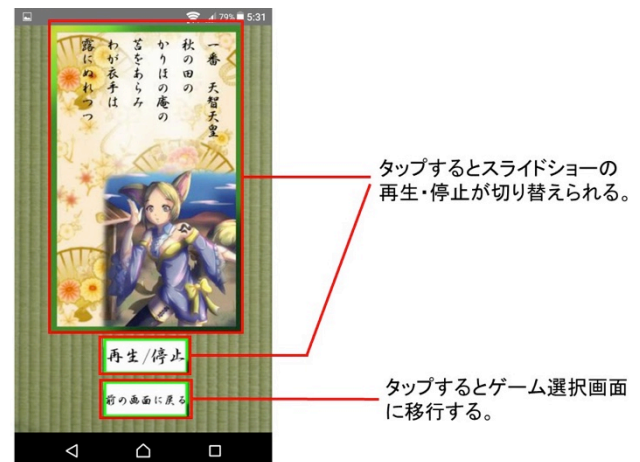 79% 5:31
一番 天智天皇
秋の田の
かりほの庵の
苫をあらみ
わが衣手は
露にぬれつつ
再生/停止
前の画面に戻る
タップするとスライドショーの
再生・停止が切り替えられる。
タップするとゲーム選択画面
に移行する。